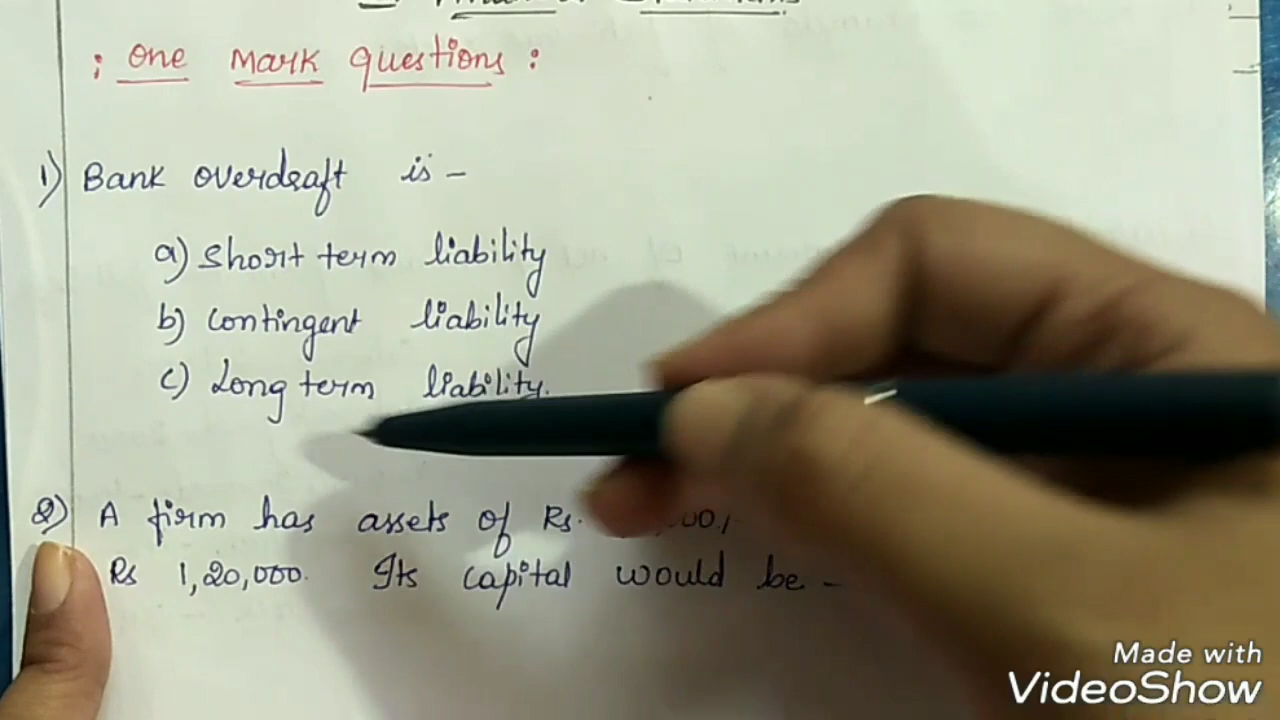 : One Mark Questions :
1) Bank overdraft is -
a) Short term liability
b) Contingent liability
c) Long term liability.
2) A firm has assets of Rs.
Rs 1,20,000. Its capital would be -
Made with
VideoShow